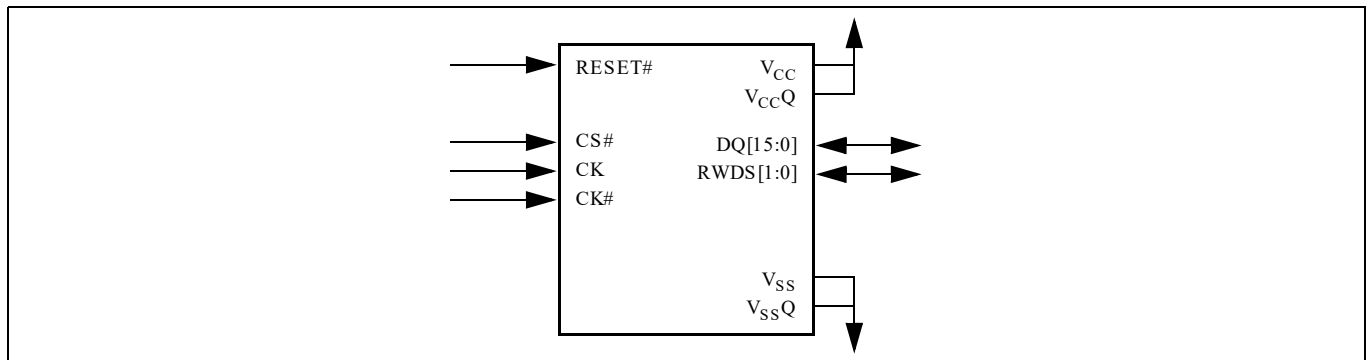 RESET#
CS#
CK
CK#
VCC
VCCQ
DQ[15:0]
RWDS[1:0]
VSS
VSSQ